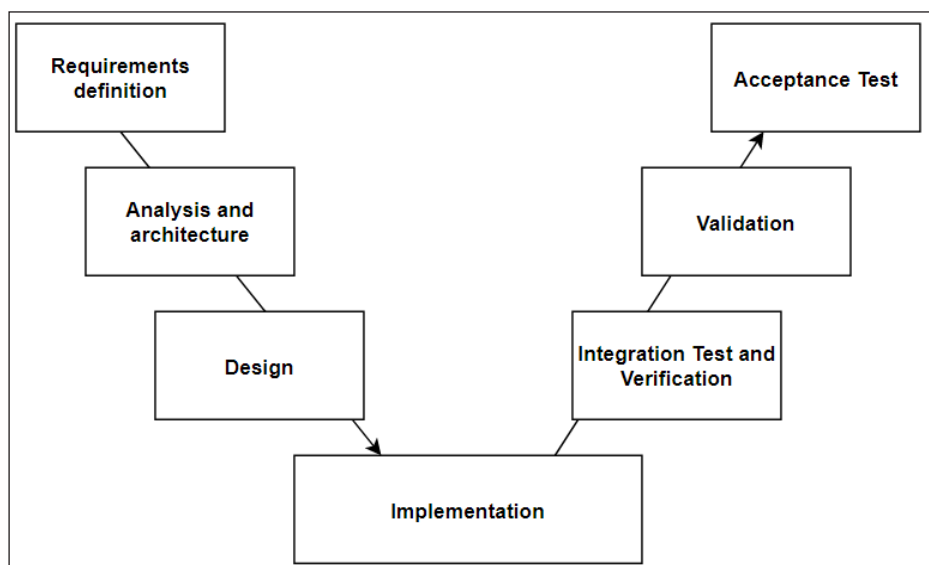 Requirements
definition
Acceptance Test
Analysis and
architecture
Validation
Design
Integration Test and
Verification
Implementation